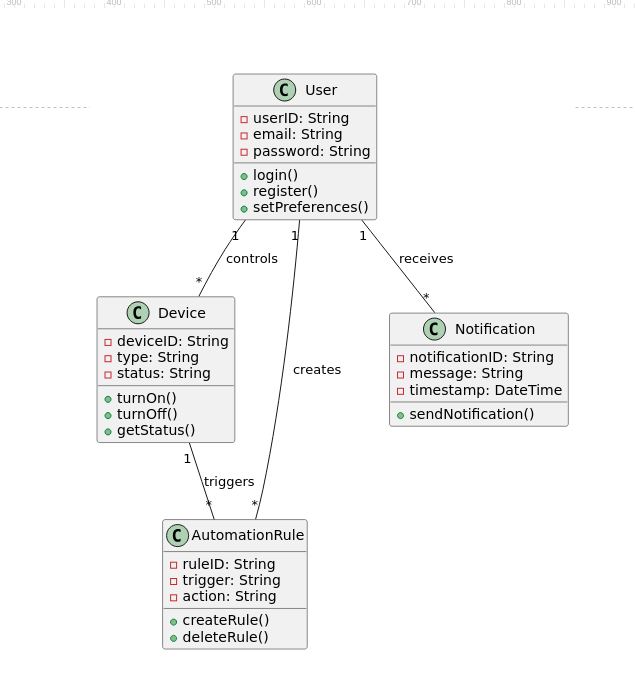 300 400 500 600 700 800 900
C User
userID: String
email: String
password: String
login()
register()
setPreferences()
1 1 1
controls
receives
*
*
C Device
deviceID: String
type: String
status: String
turnOn()
turnOff()
getStatus()
C Notification
notificationID: String
message: String
timestamp: DateTime
sendNotification()
creates
1
triggers
* *
C AutomationRule
ruleID: String
trigger: String
action: String
createRule()
deleteRule()